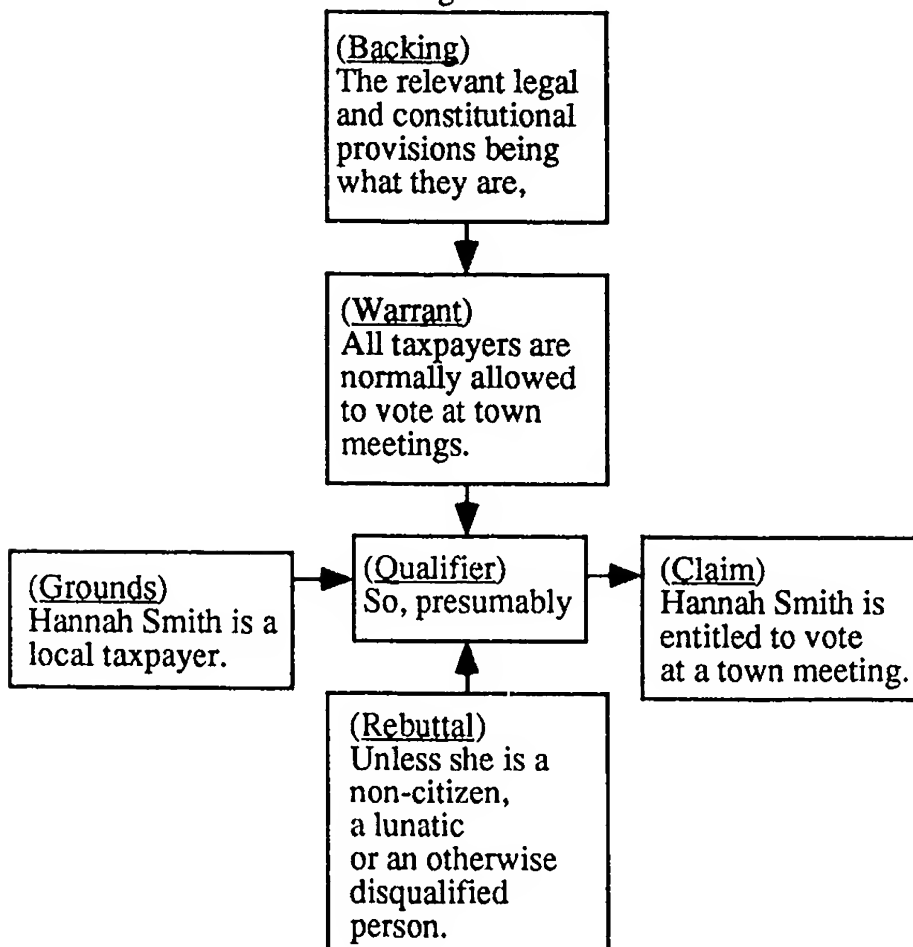 (Backing)
The relevant legal
and constitutional
provisions being
what they are,
(Warrant)
All taxpayers are
normally allowed
to vote at town
meetings.
(Grounds)
Hannah Smith is a
local taxpayer.
(Qualifier)
So, presumably
(Claim)
Hannah Smith is
entitled to vote
at a town meeting.
(Rebuttal)
Unless she is a
non-citizen,
a lunatic
or an otherwise
disqualified
person.